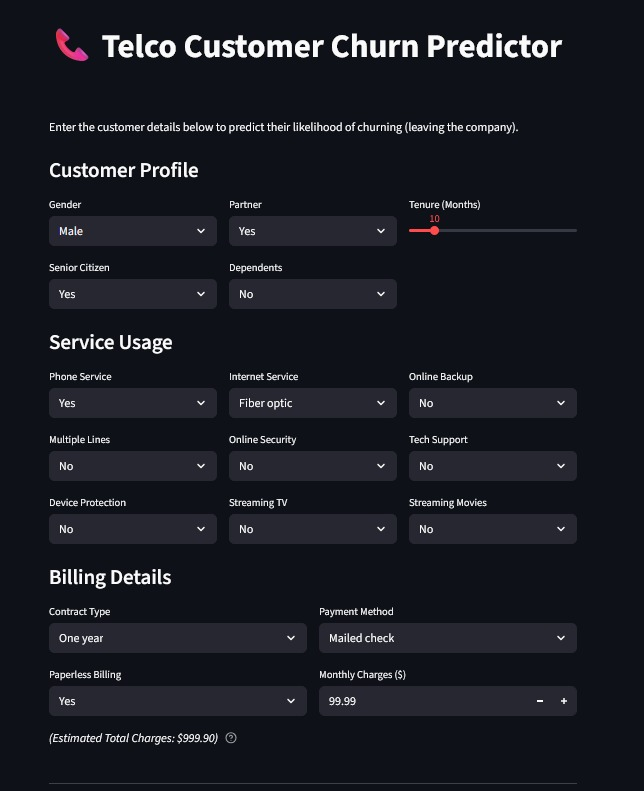 Telco Customer Churn Predictor
Enter the customer details below to predict their likelihood of churning (leaving the company).
Customer Profile
Gender
Partner
Tenure (Months)
10
Male
Yes
Senior Citizen
Dependents
Yes
No
Service Usage
Phone Service
Internet Service
Online Backup
Yes
Fiber optic
No
Multiple Lines
Online Security
Tech Support
No
No
No
Device Protection
Streaming TV
Streaming Movies
No
No
No
Billing Details
Contract Type
Payment Method
One year
Mailed check
Paperless Billing
Monthly Charges ($)
Yes
99.99
(Estimated Total Charges: $999.90)